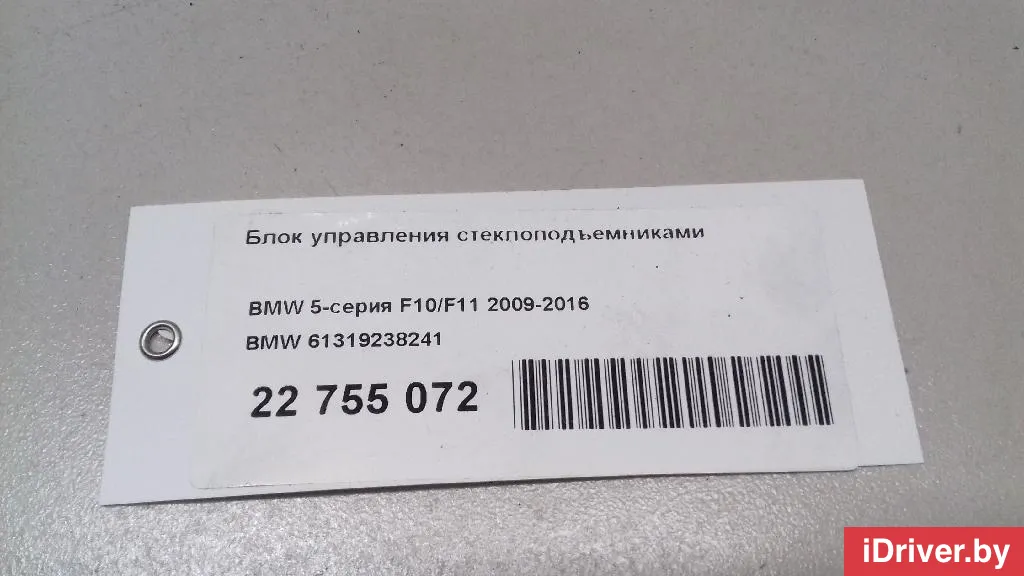 Блок управления стеклоподъемниками
BMW 5-серия F10/F11 2009-2016
BMW 61319238241
22 755 072
iDriver.by